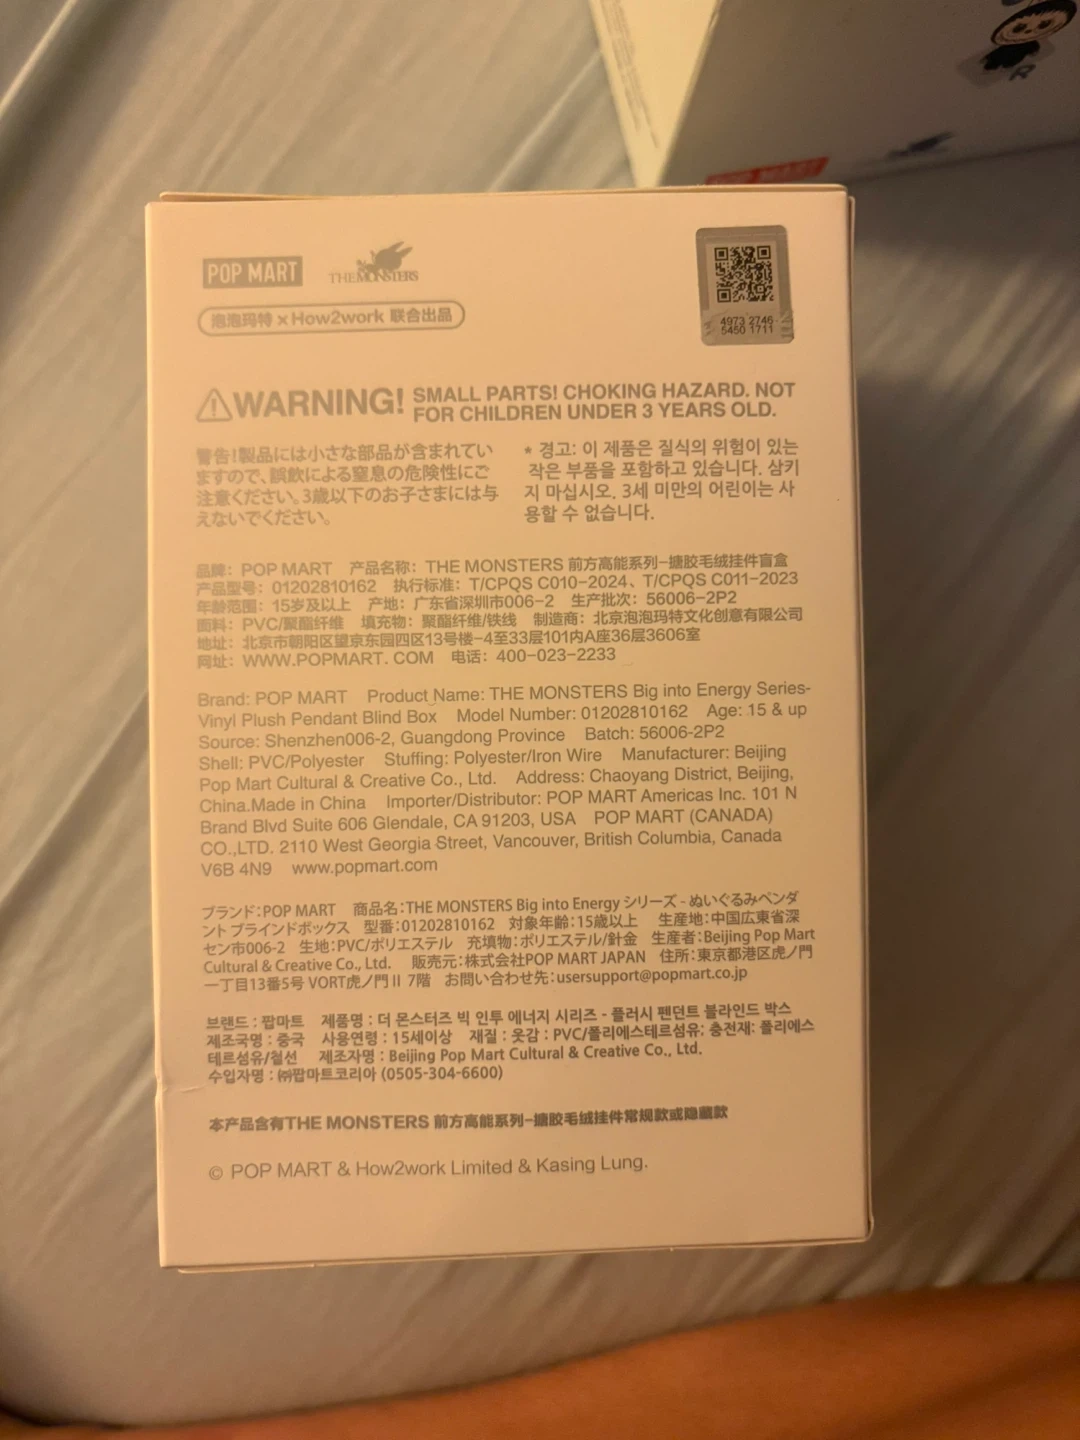 POP MART
POP MART
THE MONSTERS
泡泡玛特 x How2work 联合出品
4973 2746
5450 1711
WARNING! SMALL PARTS! CHOKING HAZARD. NOT
FOR CHILDREN UNDER 3 YEARS OLD.
警告!製品には小さな部品が含まれてい
ますので、誤飲による窒息の危険性にご
注意ください。3歳以下のお子さまには与
えないでください。
* 경고: 이 제품은 질식의 위험이 있는
작은 부품을 포함하고 있습니다. 삼키
지 마십시오. 3세 미만의 어린이는 사
용할 수 없습니다.
品牌：POP MART 产品名称：THE MONSTERS 前方高能系列–搪胶毛绒挂件盲盒
产品型号：01202810162 执行标准：T/CPQS C010-2024、T/CPQS C011-2023
年龄范围：15岁及以上 产地：广东省深圳市006-2 生产批次：56006-2P2
面料：PVC/聚酯纤维 填充物：聚酯纤维/铁线 制造商：北京泡泡玛特文化创意有限公司
地址：北京市朝阳区望京东园四区13号楼-4至33层101内A座36层3606室
网址：WWW.POPMART. COM 电话：400-023-2233
Brand: POP MART Product Name: THE MONSTERS Big into Energy Series-
Vinyl Plush Pendant Blind Box Model Number: 01202810162 Age: 15 & up
Source: Shenzhen006-2, Guangdong Province Batch: 56006-2P2
Shell: PVC/Polyester Stuffing: Polyester/Iron Wire Manufacturer: Beijing
Pop Mart Cultural & Creative Co., Ltd. Address: Chaoyang District, Beijing,
China.Made in China Importer/Distributor: POP MART Americas Inc. 101 N
Brand Blvd Suite 606 Glendale, CA 91203, USA POP MART (CANADA)
CO.,LTD. 2110 West Georgia Street, Vancouver, British Columbia, Canada
V6B 4N9 www.popmart.com
ブランド：POP MART 商品名：THE MONSTERS Big into Energy シリーズ - ぬいぐるみペンダ
ント ブラインドボックス 型番：01202810162 対象年齢：15歳以上 生産地：中国広東省深
セン市006-2 生地：PVC/ポリエステル 充填物：ポリエステル/針金 生産者：Beijing Pop Mart
Cultural & Creative Co., Ltd. 販売元：株式会社POP MART JAPAN 住所：東京都港区虎ノ門
一丁目13番5号 VORT虎ノ門Ⅱ 7階 お問い合わせ先：usersupport@popmart.co.jp
브랜드 : 팝마트 제품명 : 더 몬스터즈 빅 인투 에너지 시리즈 - 플러시 펜던트 블라인드 박스
제조국명 : 중국 사용연령 : 15세이상 재질 : 옷감 : PVC/폴리에스테르섬유; 충전재: 폴리에스
테르섬유/철선 제조자명 : Beijing Pop Mart Cultural & Creative Co., Ltd.
수입자명 : ㈜팝마트코리아 (0505-304-6600)
本产品含有THE MONSTERS 前方高能系列–搪胶毛绒挂件常规款或隐藏款
© POP MART & How2work Limited & Kasing Lung.